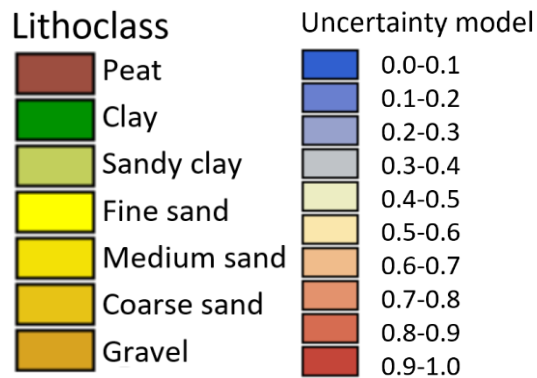 Lithoclass
Peat
Clay
Sandy clay
Fine sand
Medium sand
Coarse sand
Gravel
Uncertainty model
0.0-0.1
0.1-0.2
0.2-0.3
0.3-0.4
0.4-0.5
0.5-0.6
0.6-0.7
0.7-0.8
0.8-0.9
0.9-1.0